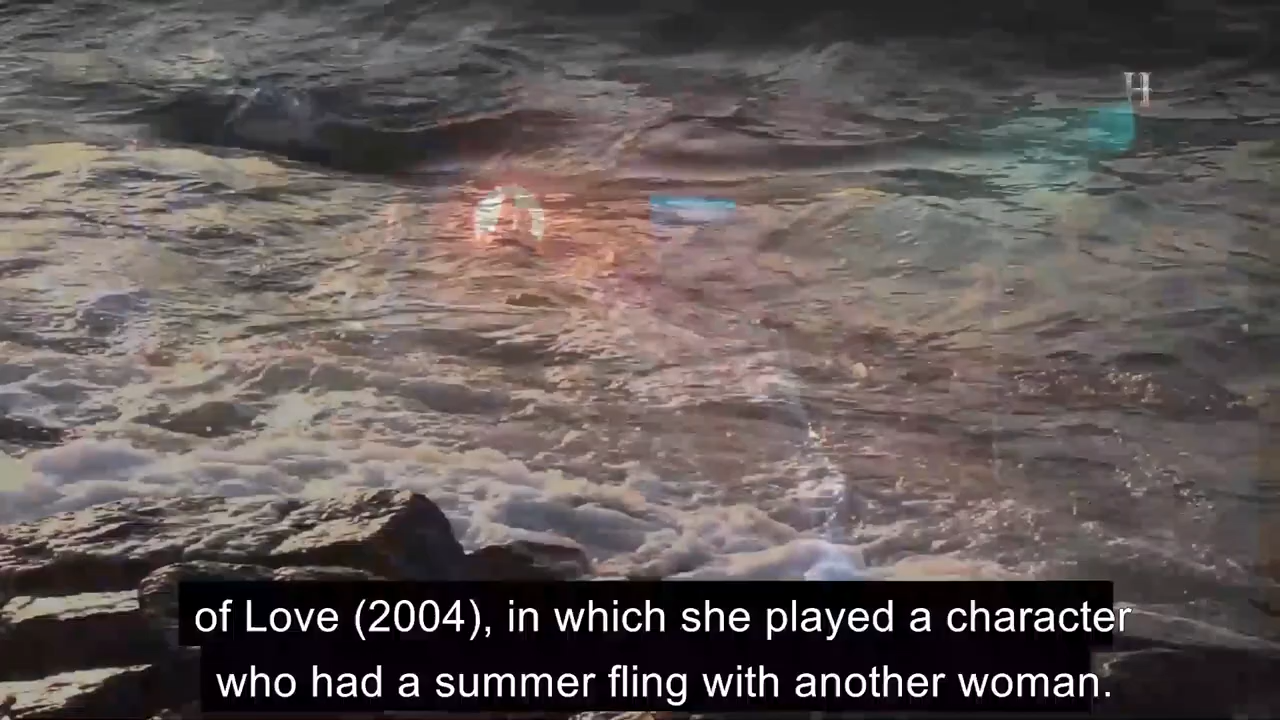 H
of Love (2004), in which she played a character
who had a summer fling with another woman.